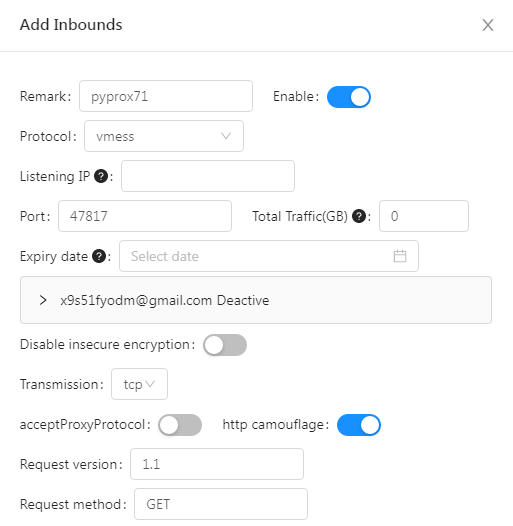 Add Inbounds
Remark: pyprox71 Enable:
Protocol: vmess
Listening IP ? :
Port: 47817 Total Traffic(GB) ? : 0
Expiry date ? : Select date
x9s51fyodm@gmail.com Deactive
Disable insecure encryption:
Transmission: tcp
acceptProxyProtocol: http camouflage:
Request version: 1.1
Request method: GET